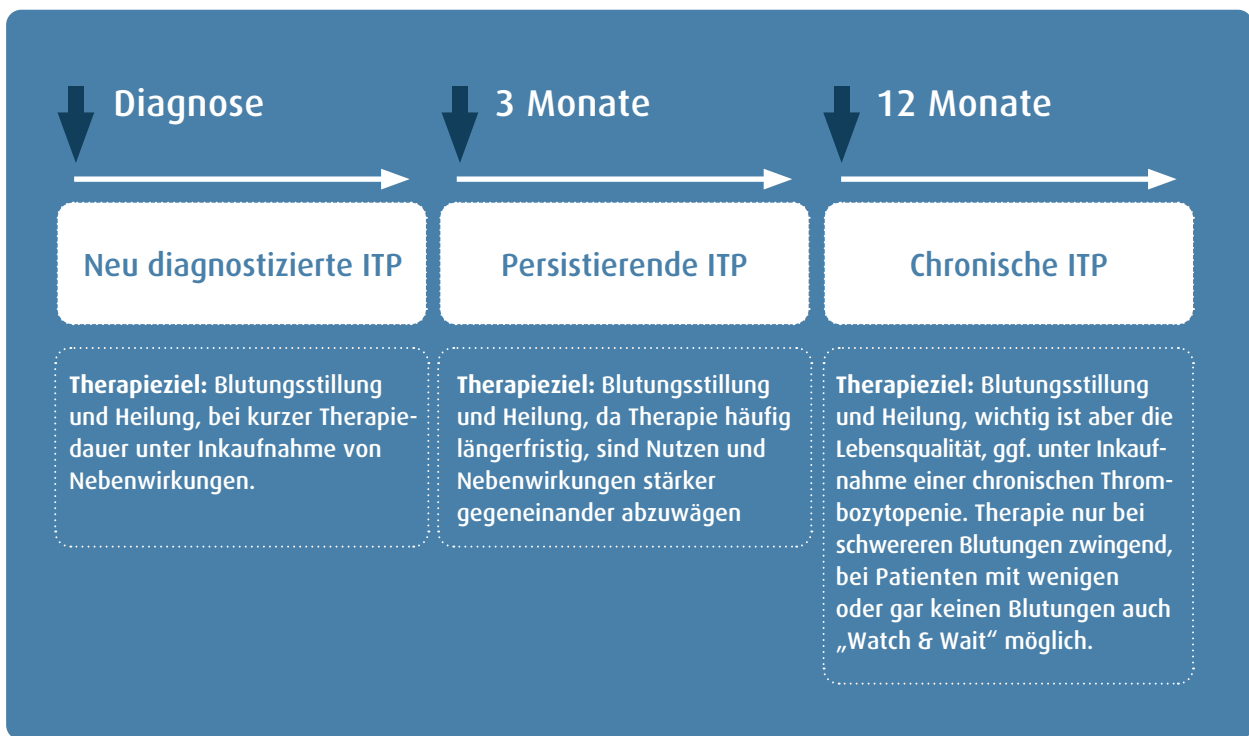 Diagnose
3 Monate
12 Monate
Neu diagnostizierte ITP
Persistierende ITP
Chronische ITP
Therapieziel: Blutungsstillung
und Heilung, bei kurzer Therapie-
dauer unter Inkaufnahme von
Nebenwirkungen.
Therapieziel: Blutungsstillung
und Heilung, da Therapie häufig
längerfristig, sind Nutzen und
Nebenwirkungen stärker
gegeneinander abzuwägen
Therapieziel: Blutungsstillung
und Heilung, wichtig ist aber die
Lebensqualität, ggf. unter Inkauf-
nahme einer chronischen Throm-
bozytopenie. Therapie nur bei
schwereren Blutungen zwingend,
bei Patienten mit wenigen
oder gar keinen Blutungen auch
„Watch & Wait“ möglich.